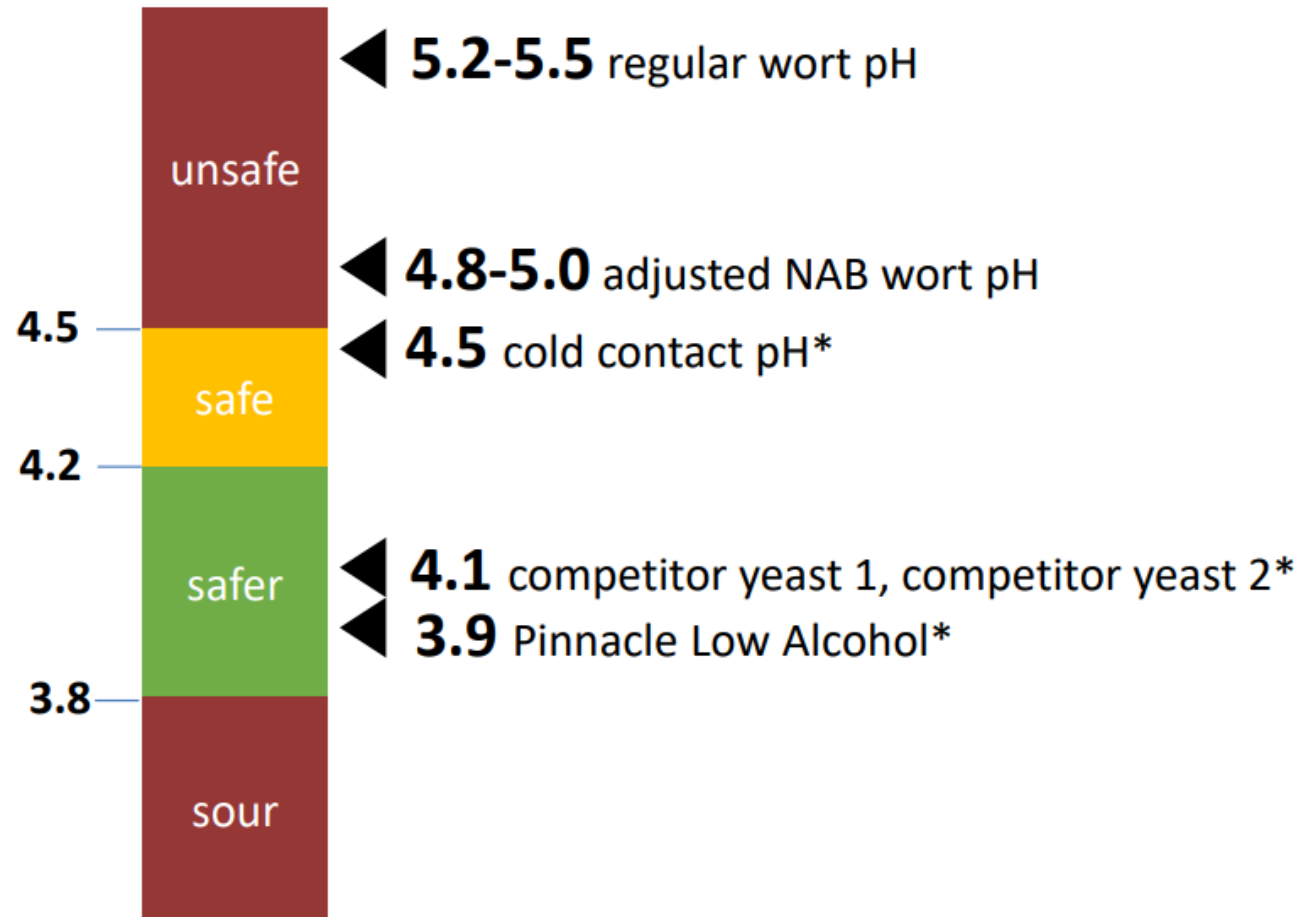 5.2-5.5 regular wort pH
unsafe
4.8-5.0 adjusted NAB wort pH
4.5
4.5 cold contact pH*
safe
4.2
4.1 competitor yeast 1, competitor yeast 2*
safer
3.9 Pinnacle Low Alcohol*
3.8
sour